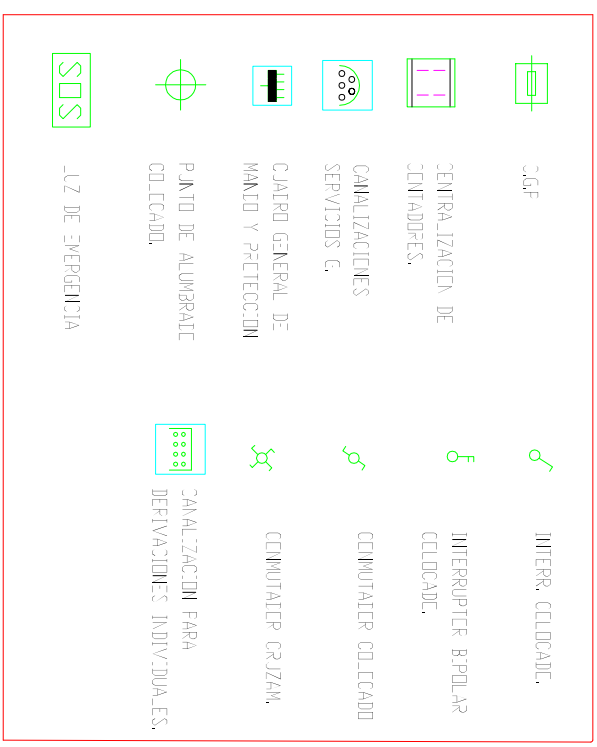 C.G.P
CENTRALIZACION DE
CONTADORES.
CANALIZACIONES
SERVICIOS G.
CUADRO GENERAL DE
MANDO Y PROTECCION
PUNTO DE ALUMBRADO
COLOCADO.
SOS
LUZ DE EMERGENCIA
INTERR. COLOCADO.
INTERRUPTOR BIPOLAR
COLOCADO.
CONMUTADOR COLOCADO
CONMUTADOR CRUZAM.
CANALIZACION PARA
DERIVACIONES INDIVIDUALES.